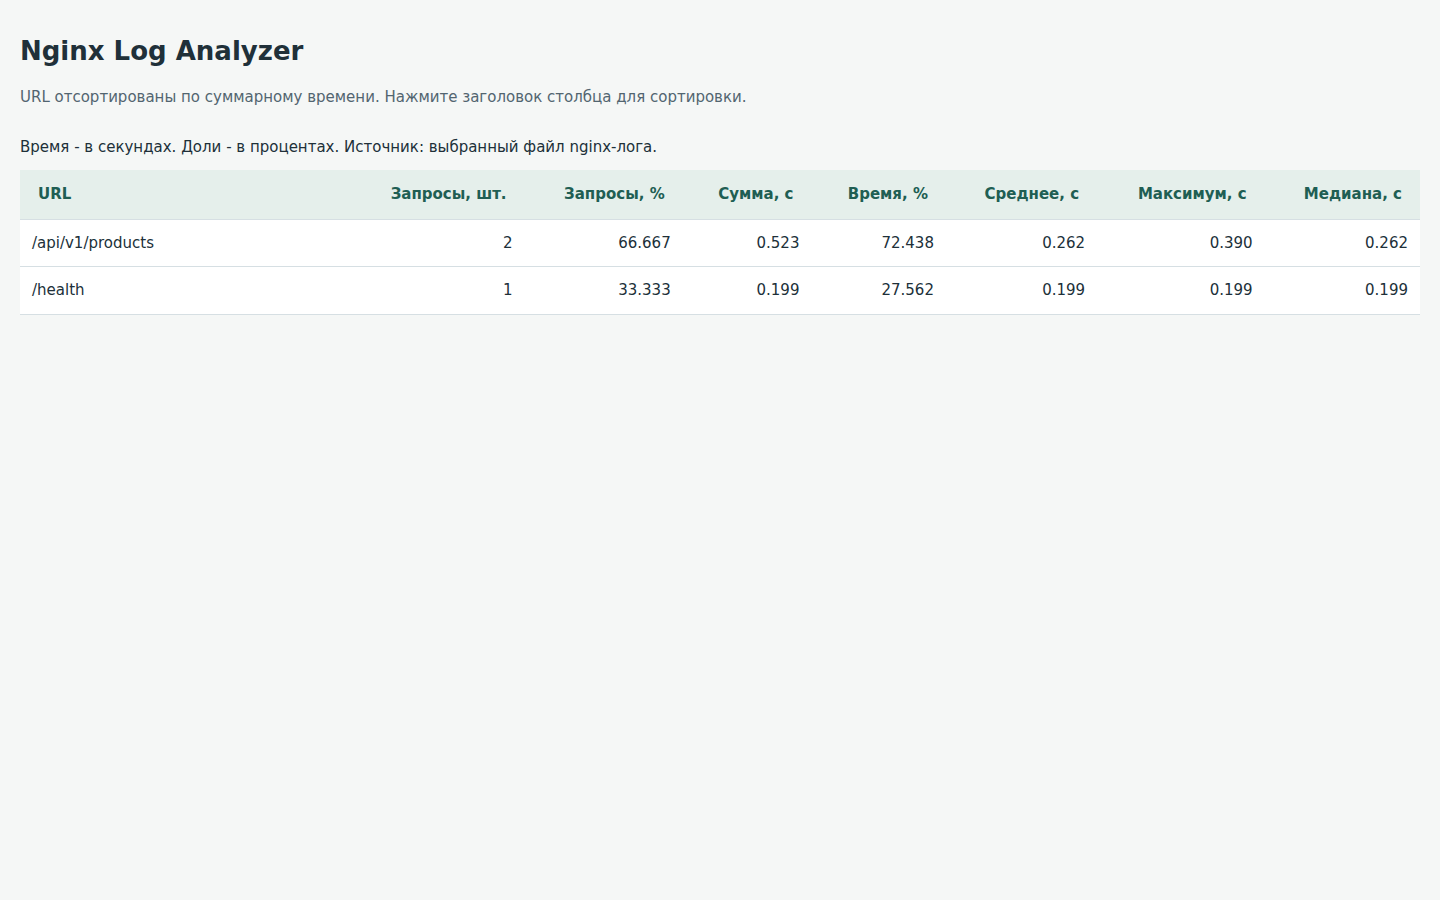 Nginx Log Analyzer
URL отсортированы по суммарному времени. Нажмите заголовок столбца для сортировки.
Время - в секундах. Доли - в процентах. Источник: выбранный файл nginx-лога.
URL Запросы, шт. Запросы, % Сумма, с Время, % Среднее, с Максимум, с Медиана, с
/api/v1/products 2 66.667 0.523 72.438 0.262 0.390 0.262
/health 1 33.333 0.199 27.562 0.199 0.199 0.199